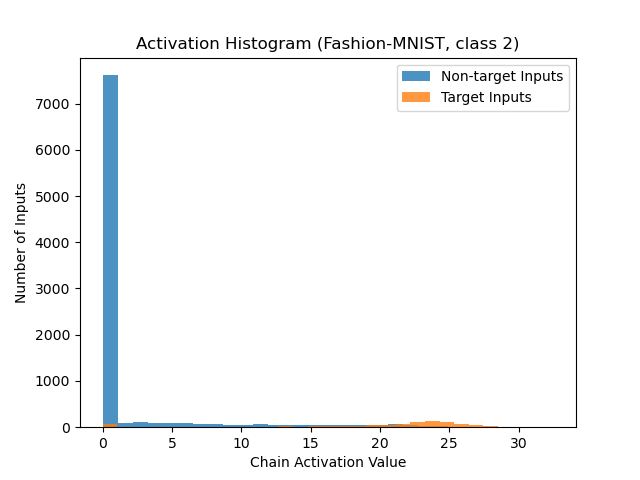 Activation Histogram (Fashion-MNIST, class 2)
Non-target Inputs
Target Inputs
Number of Inputs
7000
6000
5000
4000
3000
2000
1000
0
0 5 10 15 20 25 30
Chain Activation Value